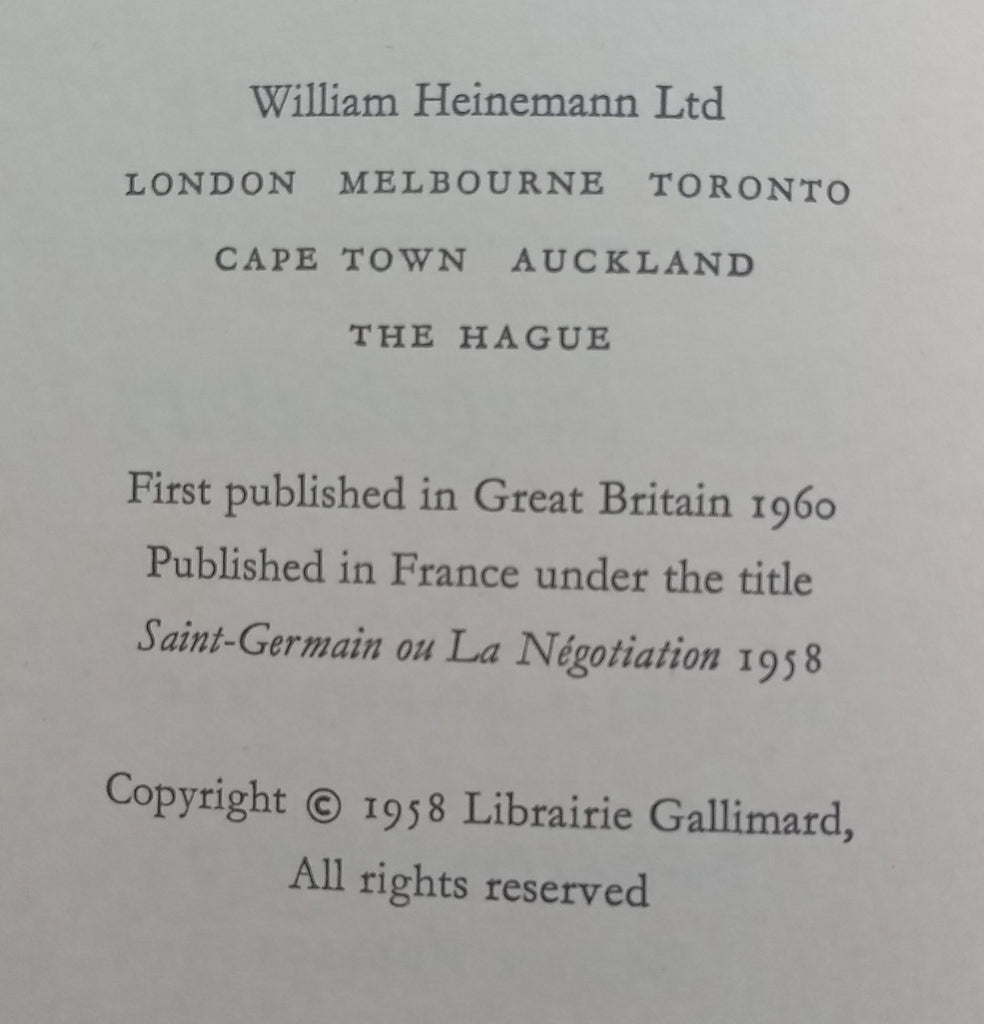 William Heinemann Ltd
LONDON MELBOURNE TORONTO
CAPE TOWN AUCKLAND
THE HAGUE
First published in Great Britain 1960
Published in France under the title
Saint-Germain ou La Négotiation 1958
Copyright © 1958 Librairie Gallimard,
All rights reserved